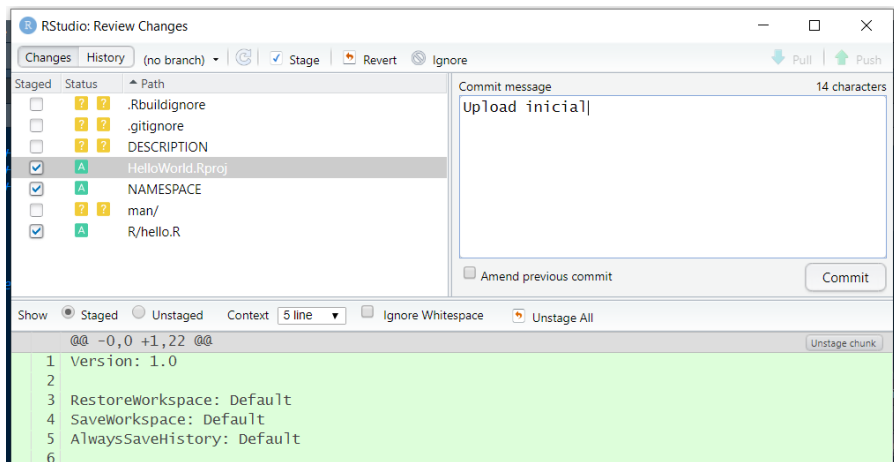 R RStudio: Review Changes
Changes History (no branch) Stage Revert Ignore Pull Push
Staged Status Path
? ? .Rbuildignore
? ? .gitignore
? ? DESCRIPTION
A HelloWorld.Rproj
A NAMESPACE
? ? man/
A R/hello.R
Commit message 14 characters
Upload inicial
Amend previous commit Commit
Show Staged Unstaged Context 5 line Ignore Whitespace Unstage All
@@ -0,0 +1,22 @@ Unstage chunk
1 Version: 1.0
2
3 RestoreWorkspace: Default
4 SaveWorkspace: Default
5 AlwaysSaveHistory: Default
6